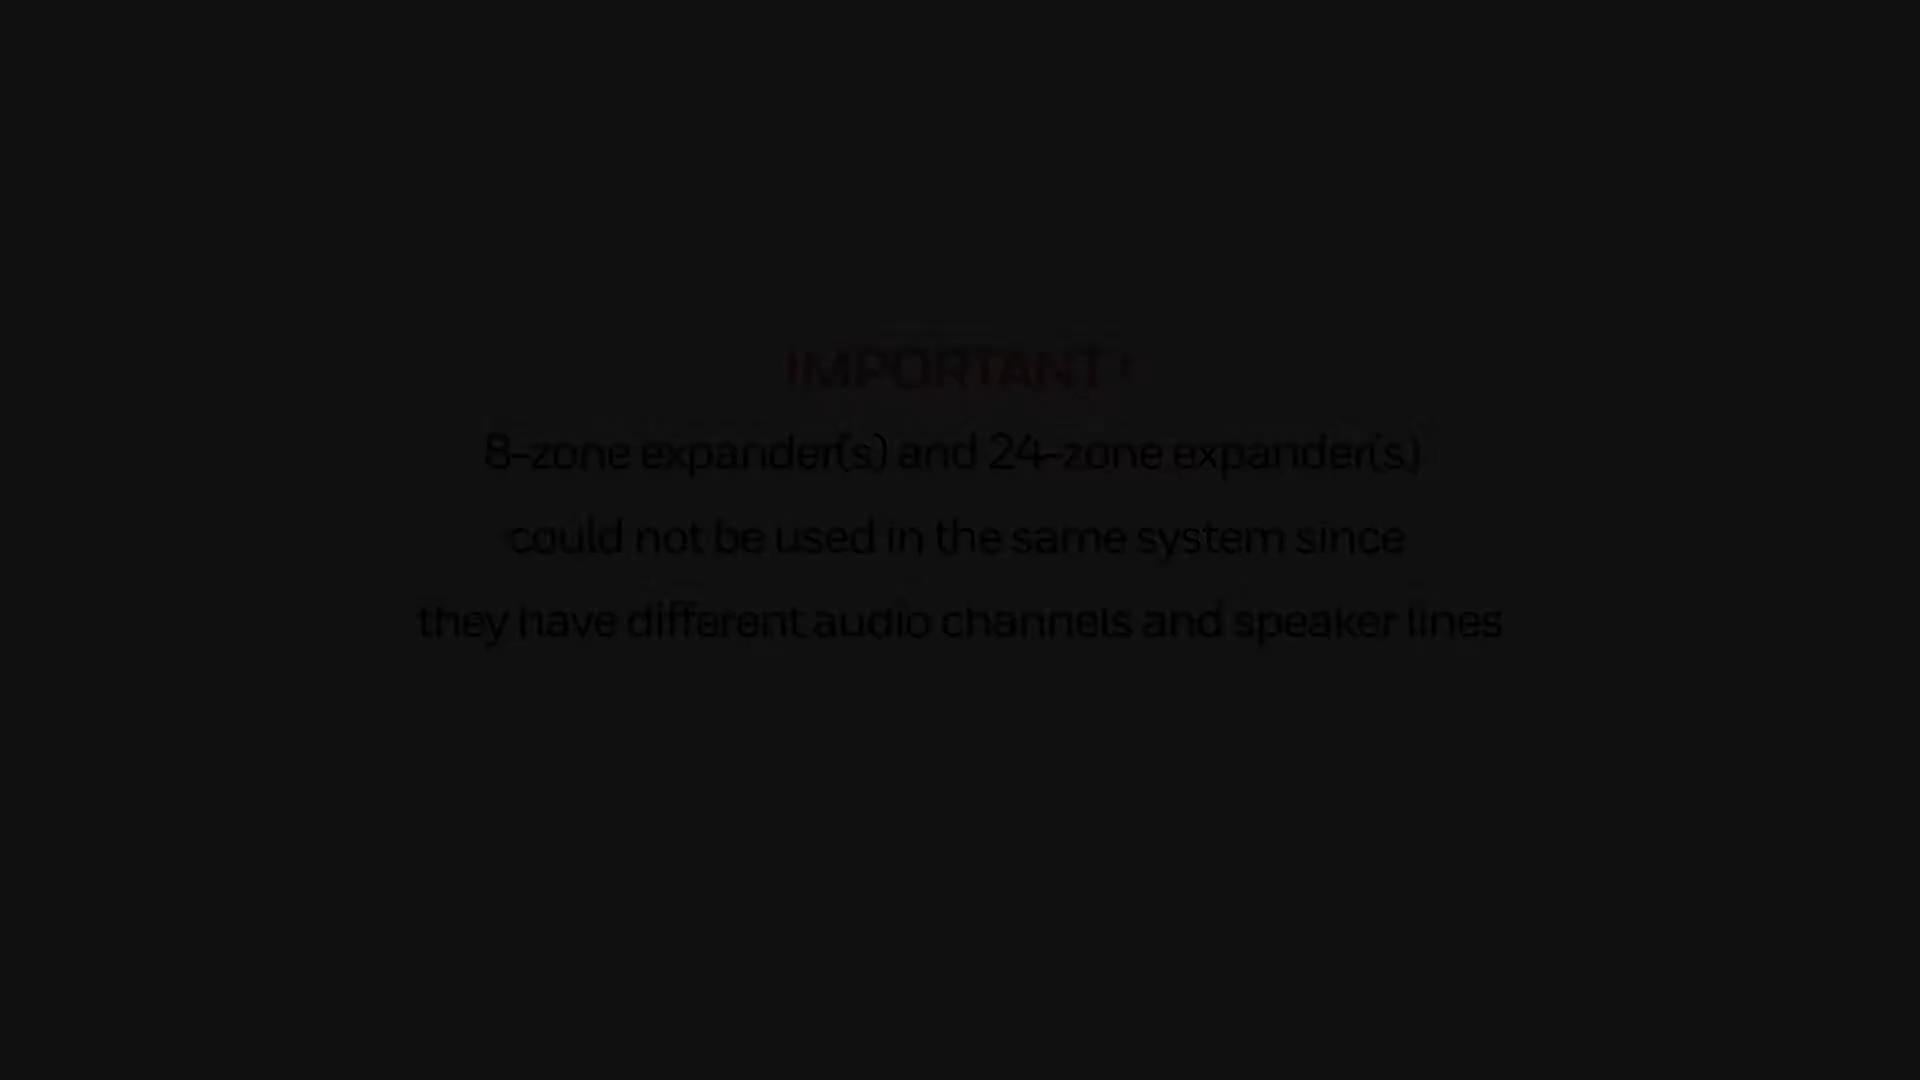 IMPORTANT !
8-zone expander(s) and 24-zone expander(s)
could not be used in the same system since
they have different audio channels and speaker lines